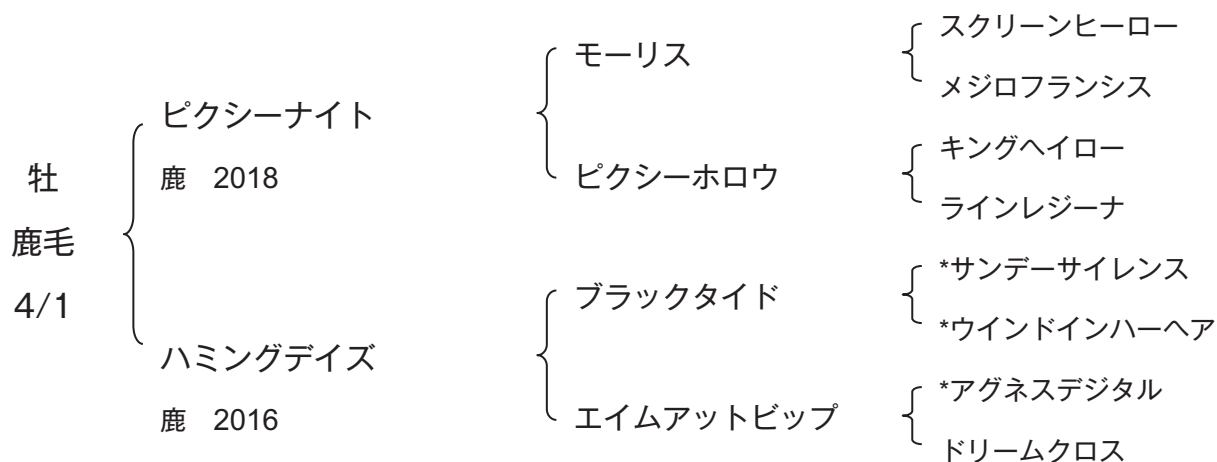 牡
鹿毛
4/1
ピクシーナイト
鹿 2018
ハミングデイズ
鹿 2016
モーリス
ピクシーホロウ
ブラックタイド
エイムアットビップ
スクリーンヒーロー
メジロフランシス
キングヘイロー
ラインレジーナ
*サンデーサイレンス
*ウインドインハーヘア
*アグネスデジタル
ドリームクロス